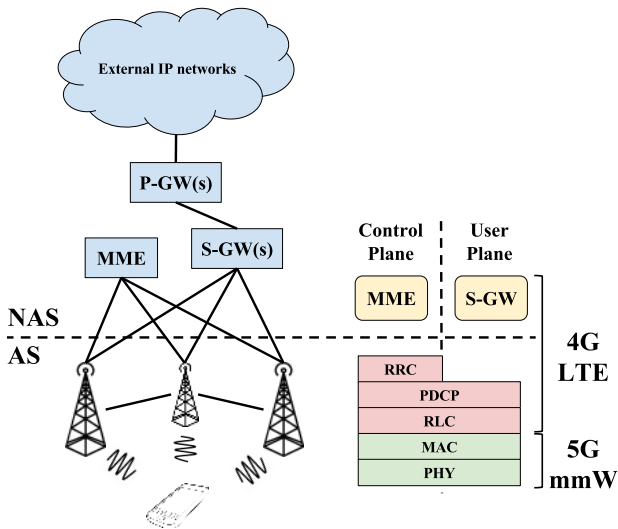 External IP networks
P-GW(s)
MME
S-GW(s)
Control
Plane
User
Plane
MME
S-GW
NAS
AS
RRC
PDCP
RLC
MAC
PHY
4G
LTE
5G
mmW